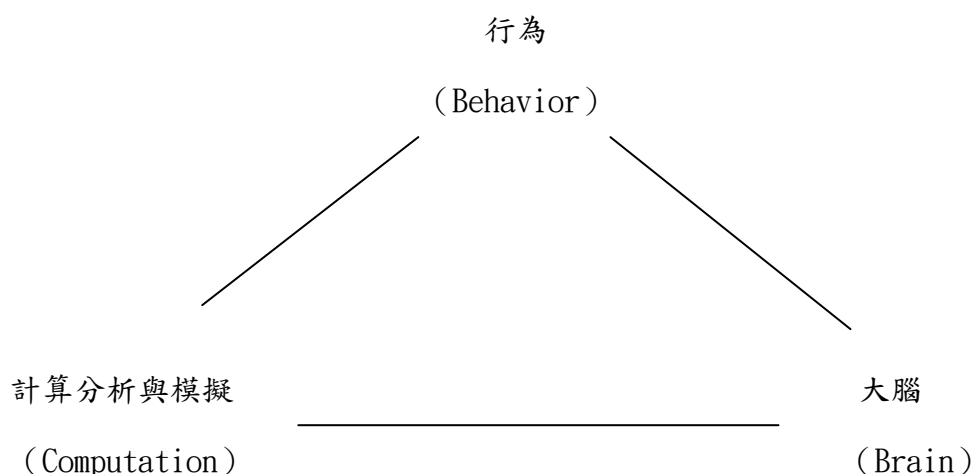 行為
（Behavior）
計算分析與模擬
大腦
（Computation）
（Brain）